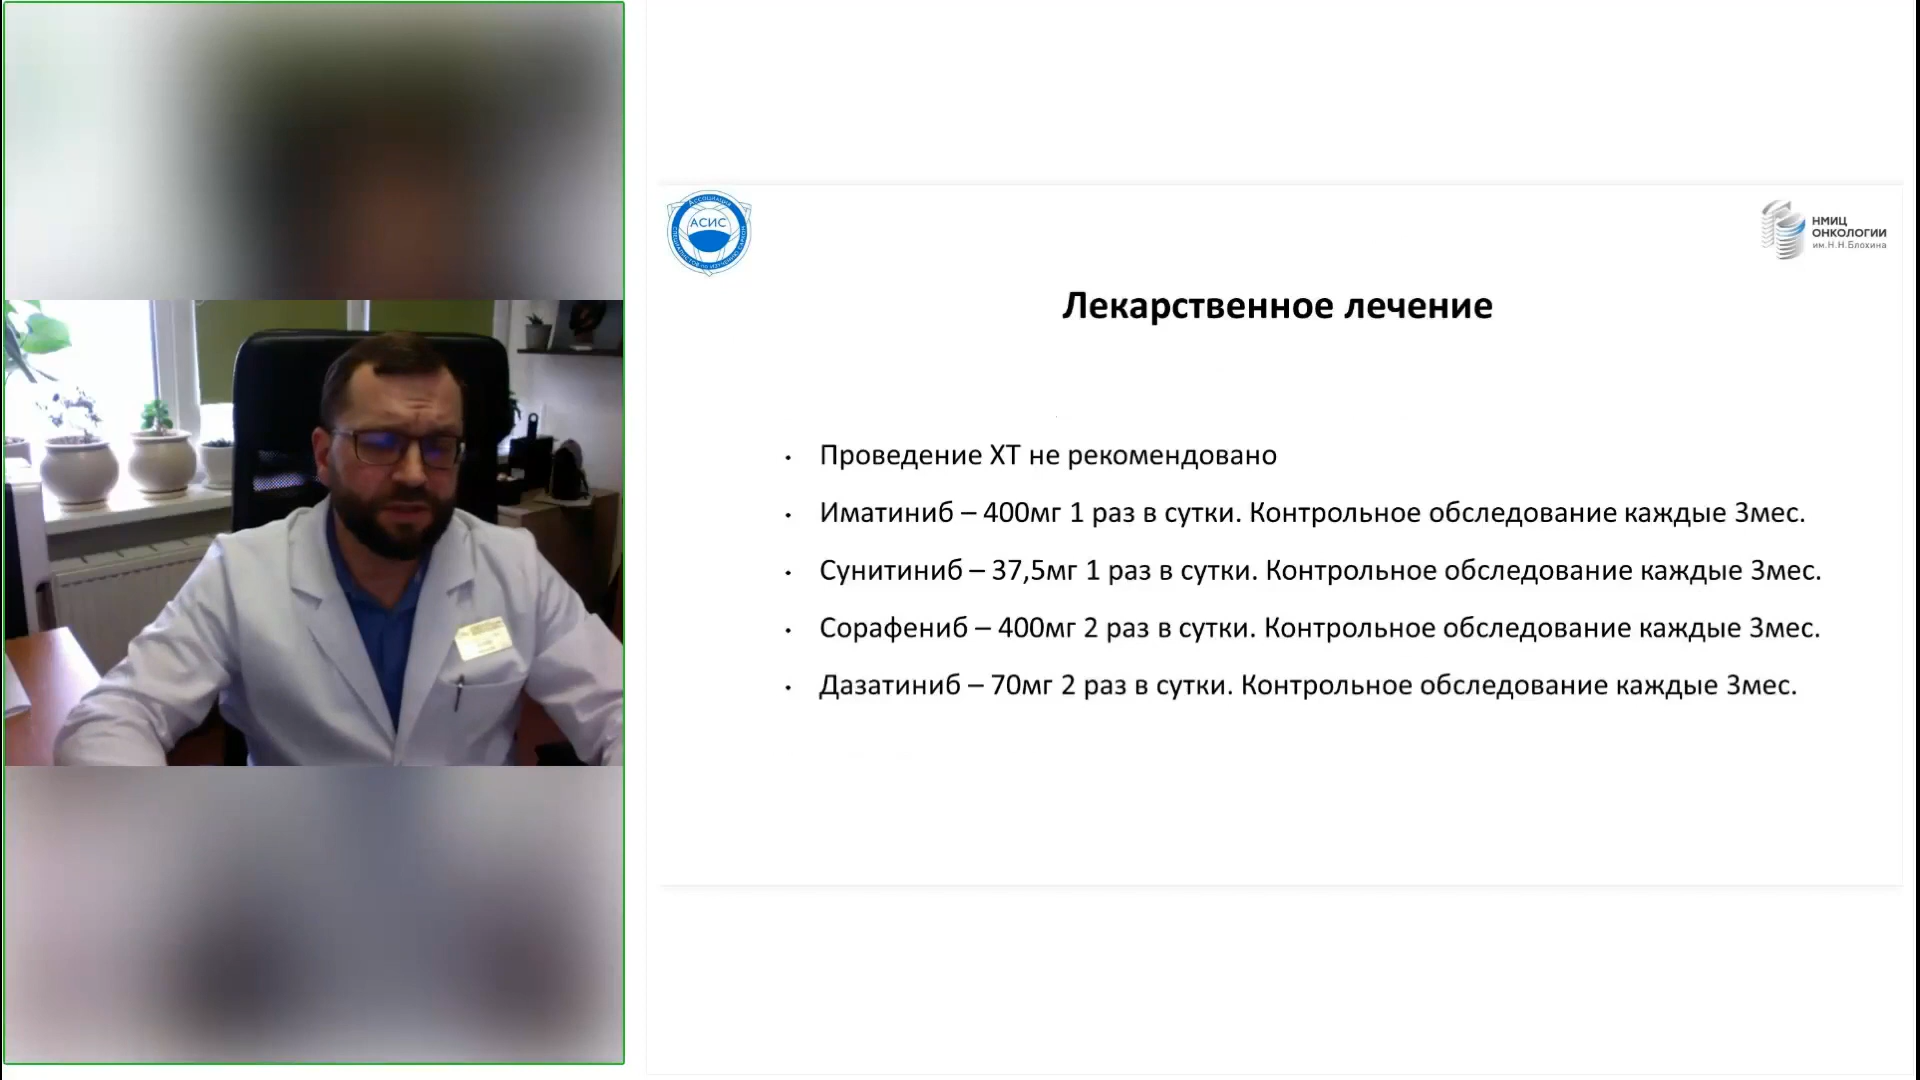 АССОЦИАЦИЯ
АСИС
НМИЦ
ОНКОЛОГИИ
им.Н.Н.Блохина
Лекарственное лечение
• Проведение ХТ не рекомендовано
• Иматиниб – 400мг 1 раз в сутки. Контрольное обследование каждые 3мес.
• Сунитиниб – 37,5мг 1 раз в сутки. Контрольное обследование каждые 3мес.
• Сорафениб – 400мг 2 раз в сутки. Контрольное обследование каждые 3мес.
• Дазатиниб – 70мг 2 раз в сутки. Контрольное обследование каждые 3мес.